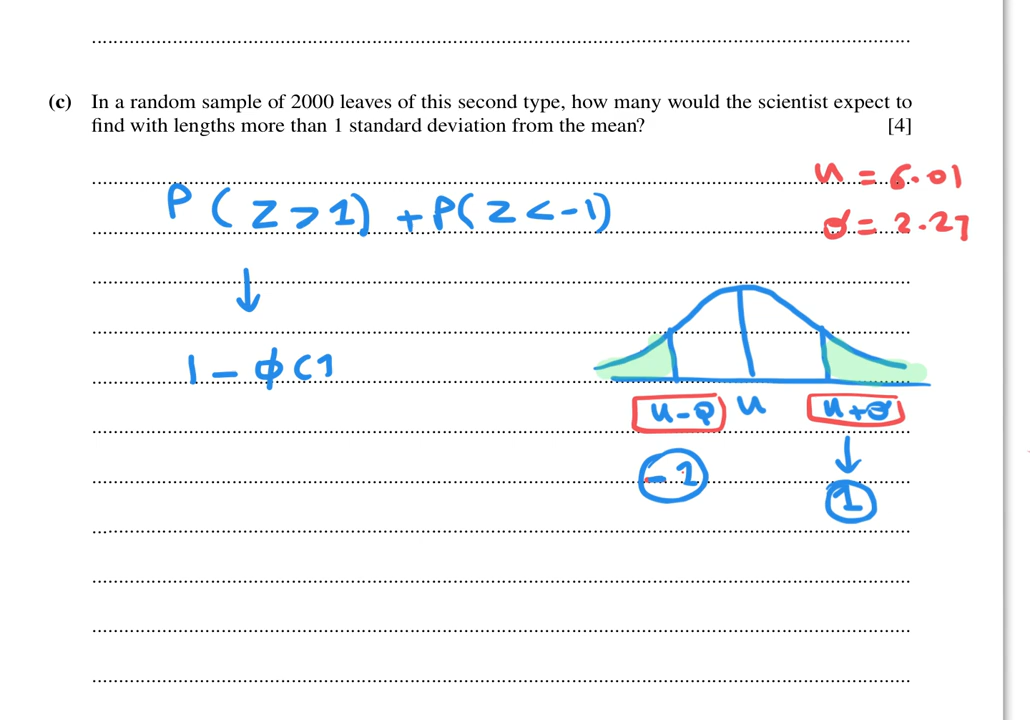 (c) In a random sample of 2000 leaves of this second type, how many would the scientist expect to
find with lengths more than 1 standard deviation from the mean? [4]
μ = 6.01
P(Z>1) + P(Z<-1)
σ = 2.27
↓
1 - ϕ(1
μ-σ μ μ+σ
↓
-1
1